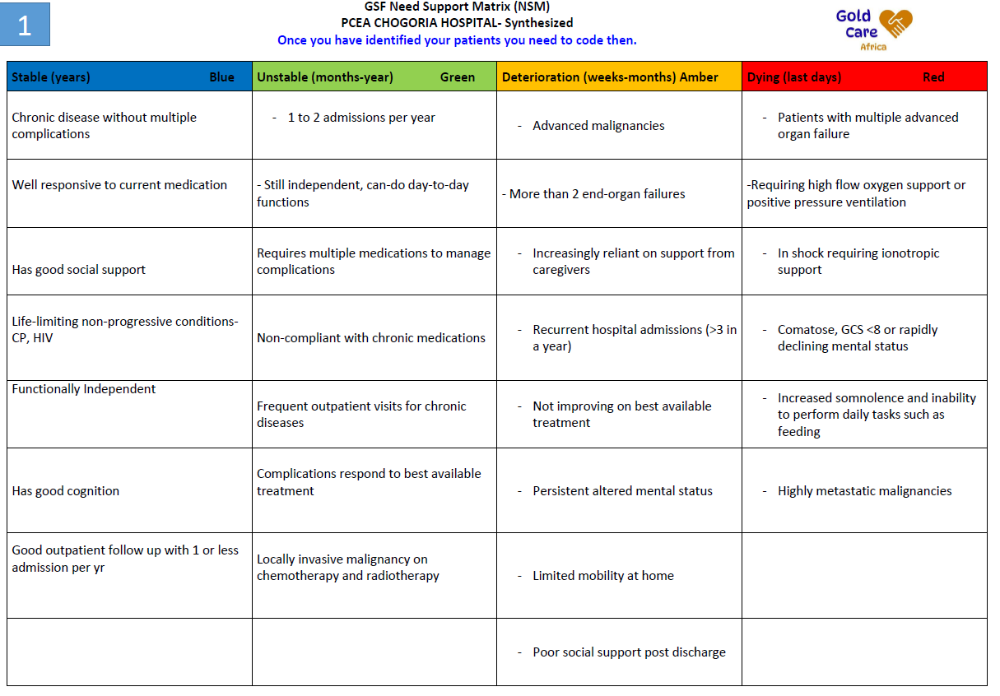 1
GSF Need Support Matrix (NSM)
PCEA CHOGORIA HOSPITAL- Synthesized
Once you have identified your patients you need to code then.
Gold
Care
Africa
Stable (years) Blue
Unstable (months-year) Green
Deterioration (weeks-months) Amber
Dying (last days) Red
Chronic disease without multiple
complications
- 1 to 2 admissions per year
- Advanced malignancies
- Patients with multiple advanced
organ failure
Well responsive to current medication
- Still independent, can-do day-to-day
functions
- More than 2 end-organ failures
-Requiring high flow oxygen support or
positive pressure ventilation
Has good social support
Requires multiple medications to manage
complications
- Increasingly reliant on support from
caregivers
- In shock requiring ionotropic
support
Life-limiting non-progressive conditions-
CP, HIV
Non-compliant with chronic medications
- Recurrent hospital admissions (>3 in
a year)
- Comatose, GCS <8 or rapidly
declining mental status
Functionally Independent
Frequent outpatient visits for chronic
diseases
- Not improving on best available
treatment
- Increased somnolence and inability
to perform daily tasks such as
feeding
Has good cognition
Complications respond to best available
treatment
- Persistent altered mental status
- Highly metastatic malignancies
Good outpatient follow up with 1 or less
admission per yr
Locally invasive malignancy on
chemotherapy and radiotherapy
- Limited mobility at home
- Poor social support post discharge